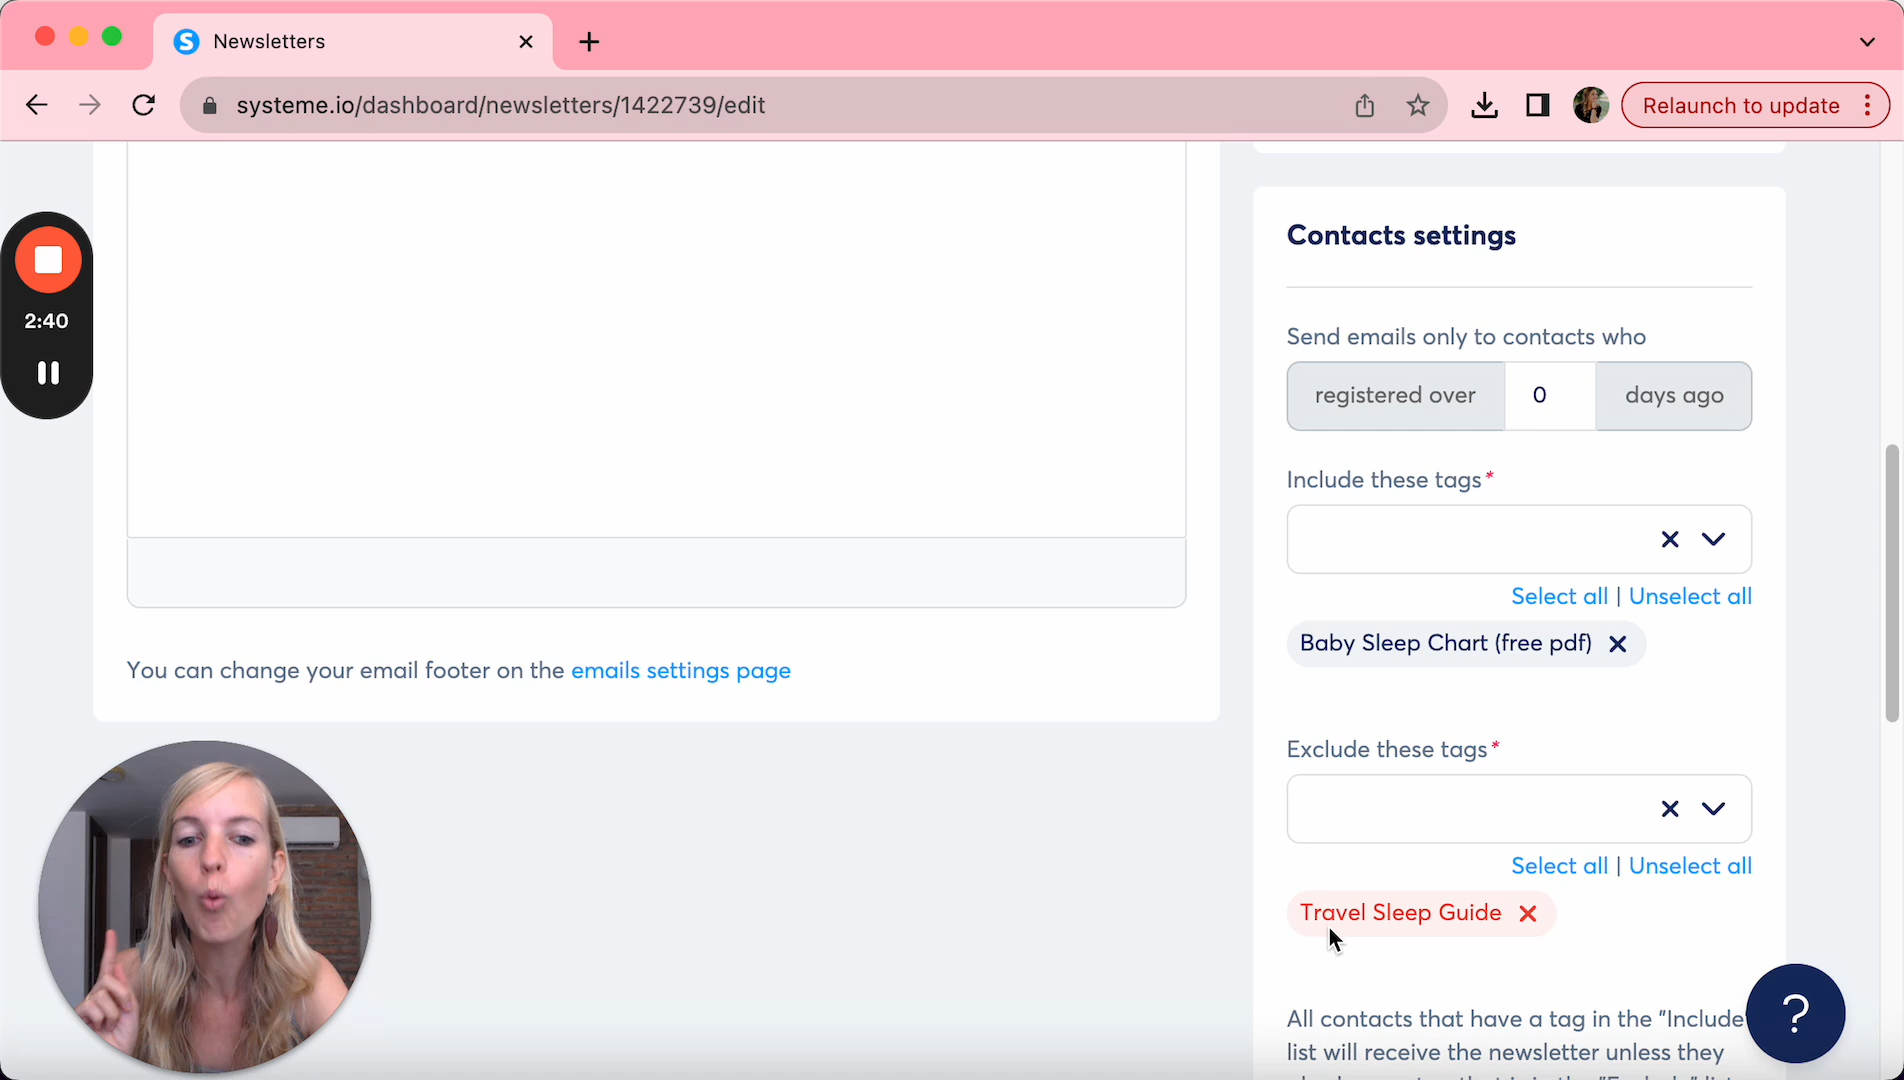 Newsletters
systeme.io/dashboard/newsletters/1422739/edit
Relaunch to update
2:40
Contacts settings
Send emails only to contacts who
registered over 0 days ago
Include these tags*
Select all | Unselect all
Baby Sleep Chart (free pdf)
You can change your email footer on the emails settings page
Exclude these tags*
Select all | Unselect all
Travel Sleep Guide
?
All contacts that have a tag in the "Include"
list will receive the newsletter unless they